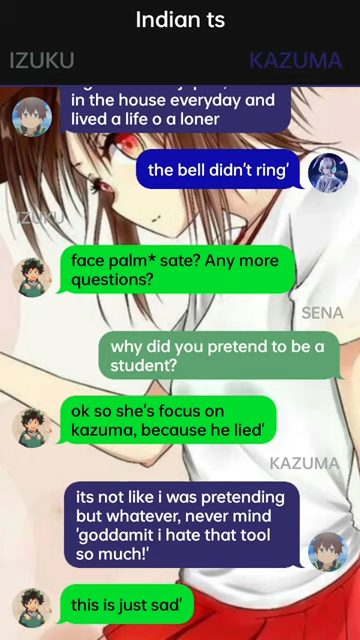 Indian ts
IZUKU
KAZUMA
in the house everyday and
lived a life o a loner
the bell didn't ring'
IZUKU
face palm* sate? Any more
questions?
SENA
why did you pretend to be a
student?
ok so she's focus on
kazuma, because he lied'
KAZUMA
its not like i was pretending
but whatever, never mind
'goddamit i hate that tool
so much!'
this is just sad'